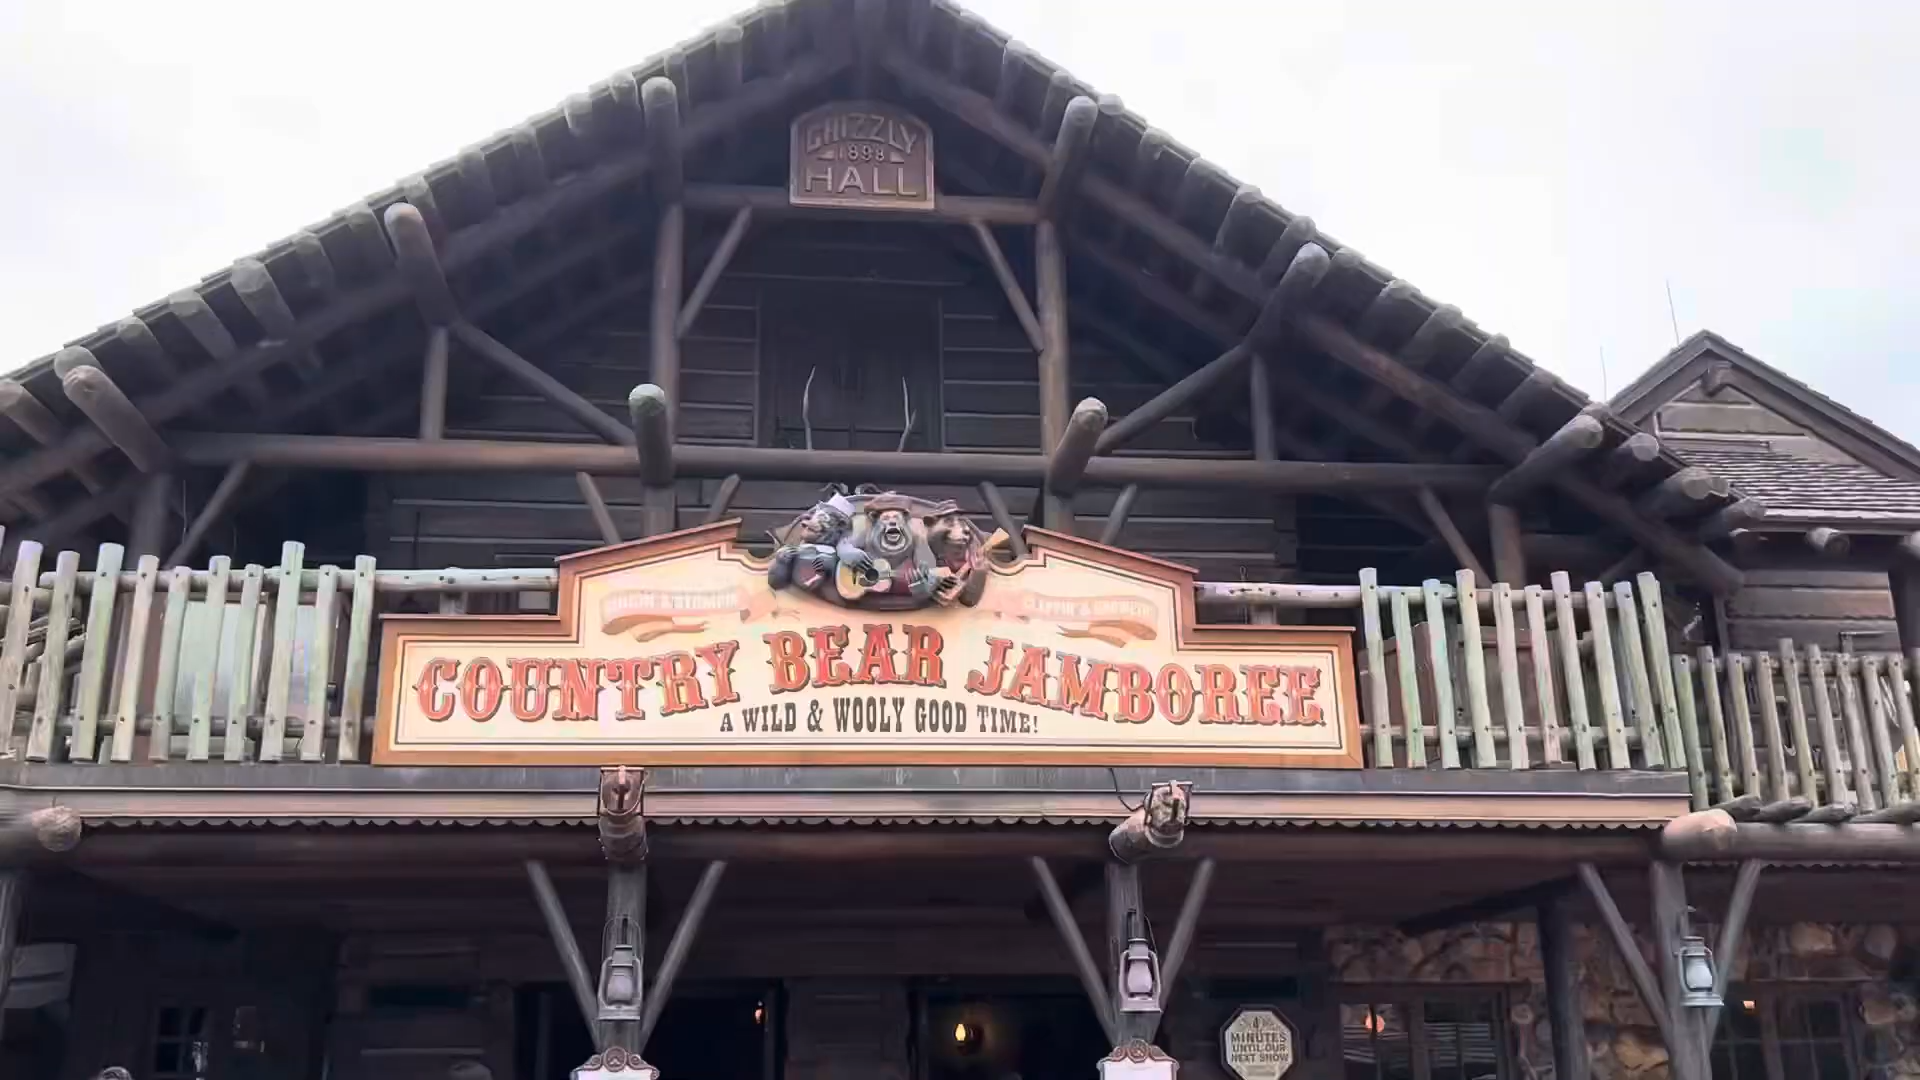 GRIZZLY
1898
HALL
COUNTRY BEAR JAMBOREE
A WILD & WOOLY GOOD TIME!
MINUTES
UNTIL OUR
NEXT SHOW